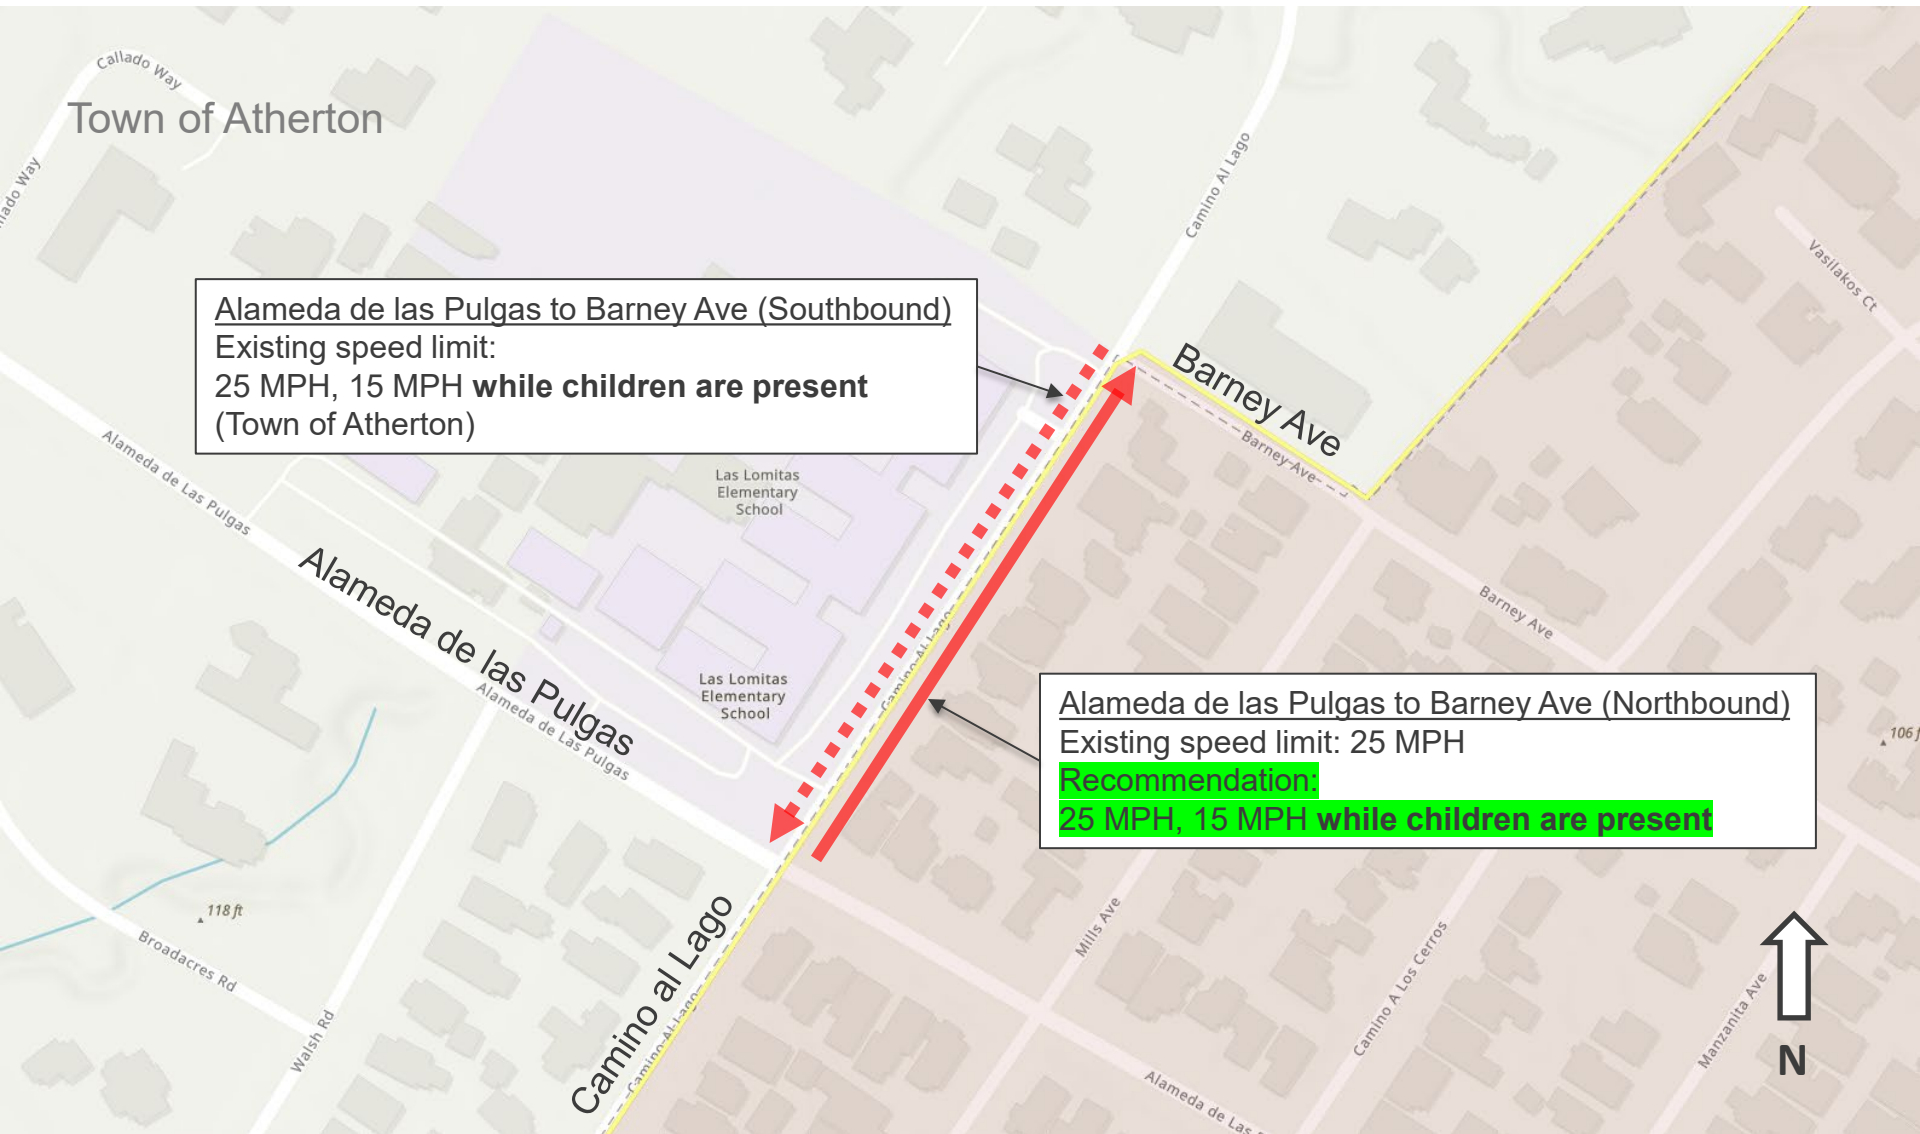 Callado Way
Town of Atherton
Camino Al Lago
Vasilakos Ct
Alameda de las Pulgas to Barney Ave (Southbound)
Existing speed limit:
25 MPH, 15 MPH while children are present
(Town of Atherton)
Barney Ave
Barney Ave
Alameda de Las Pulgas
Las Lomitas
Elementary
School
Alameda de las Pulgas
Alameda de Las Pulgas
Barney Ave
Las Lomitas
Elementary
School
Camino Al Lago
Alameda de las Pulgas to Barney Ave (Northbound)
Existing speed limit: 25 MPH
Recommendation:
25 MPH, 15 MPH while children are present
106 f
118 ft
Broadacres Rd
Walsh Rd
Camino al Lago
Camino Al Lago
Mills Ave
Camino A Los Cerros
Manzanita Ave
N
Alameda de Las